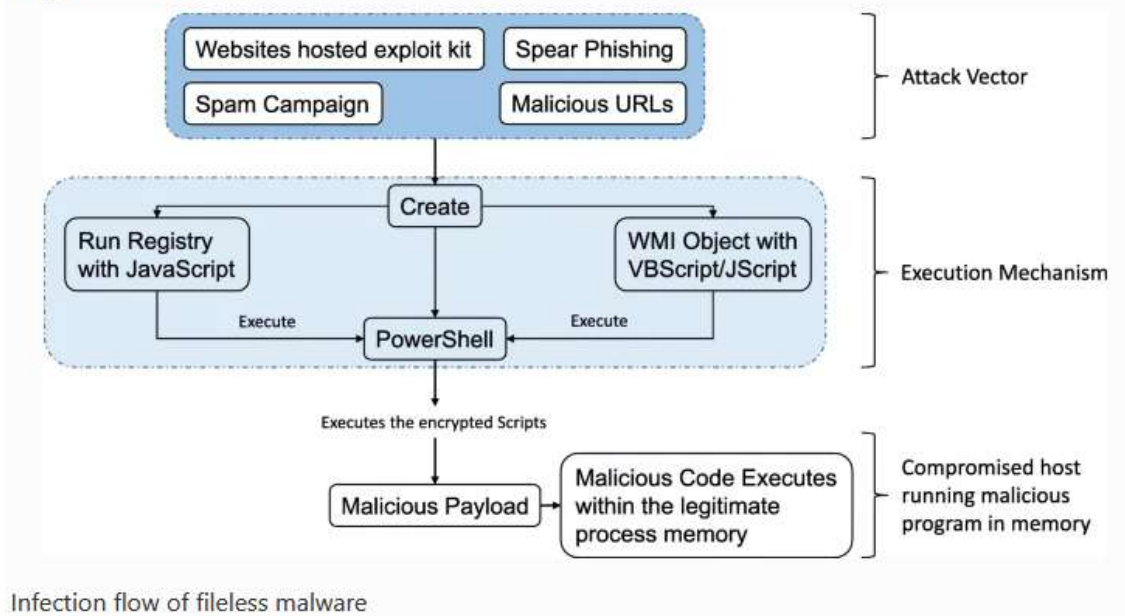 Websites hosted exploit kit
Spear Phishing
Spam Campaign
Malicious URLs
Attack Vector
Create
Run Registry
with JavaScript
WMI Object with
VBScript/JScript
Execution Mechanism
Execute
Execute
PowerShell
Executes the encrypted Scripts
Malicious Payload
Malicious Code Executes
within the legitimate
process memory
Compromised host
running malicious
program in memory
Infection flow of fileless malware